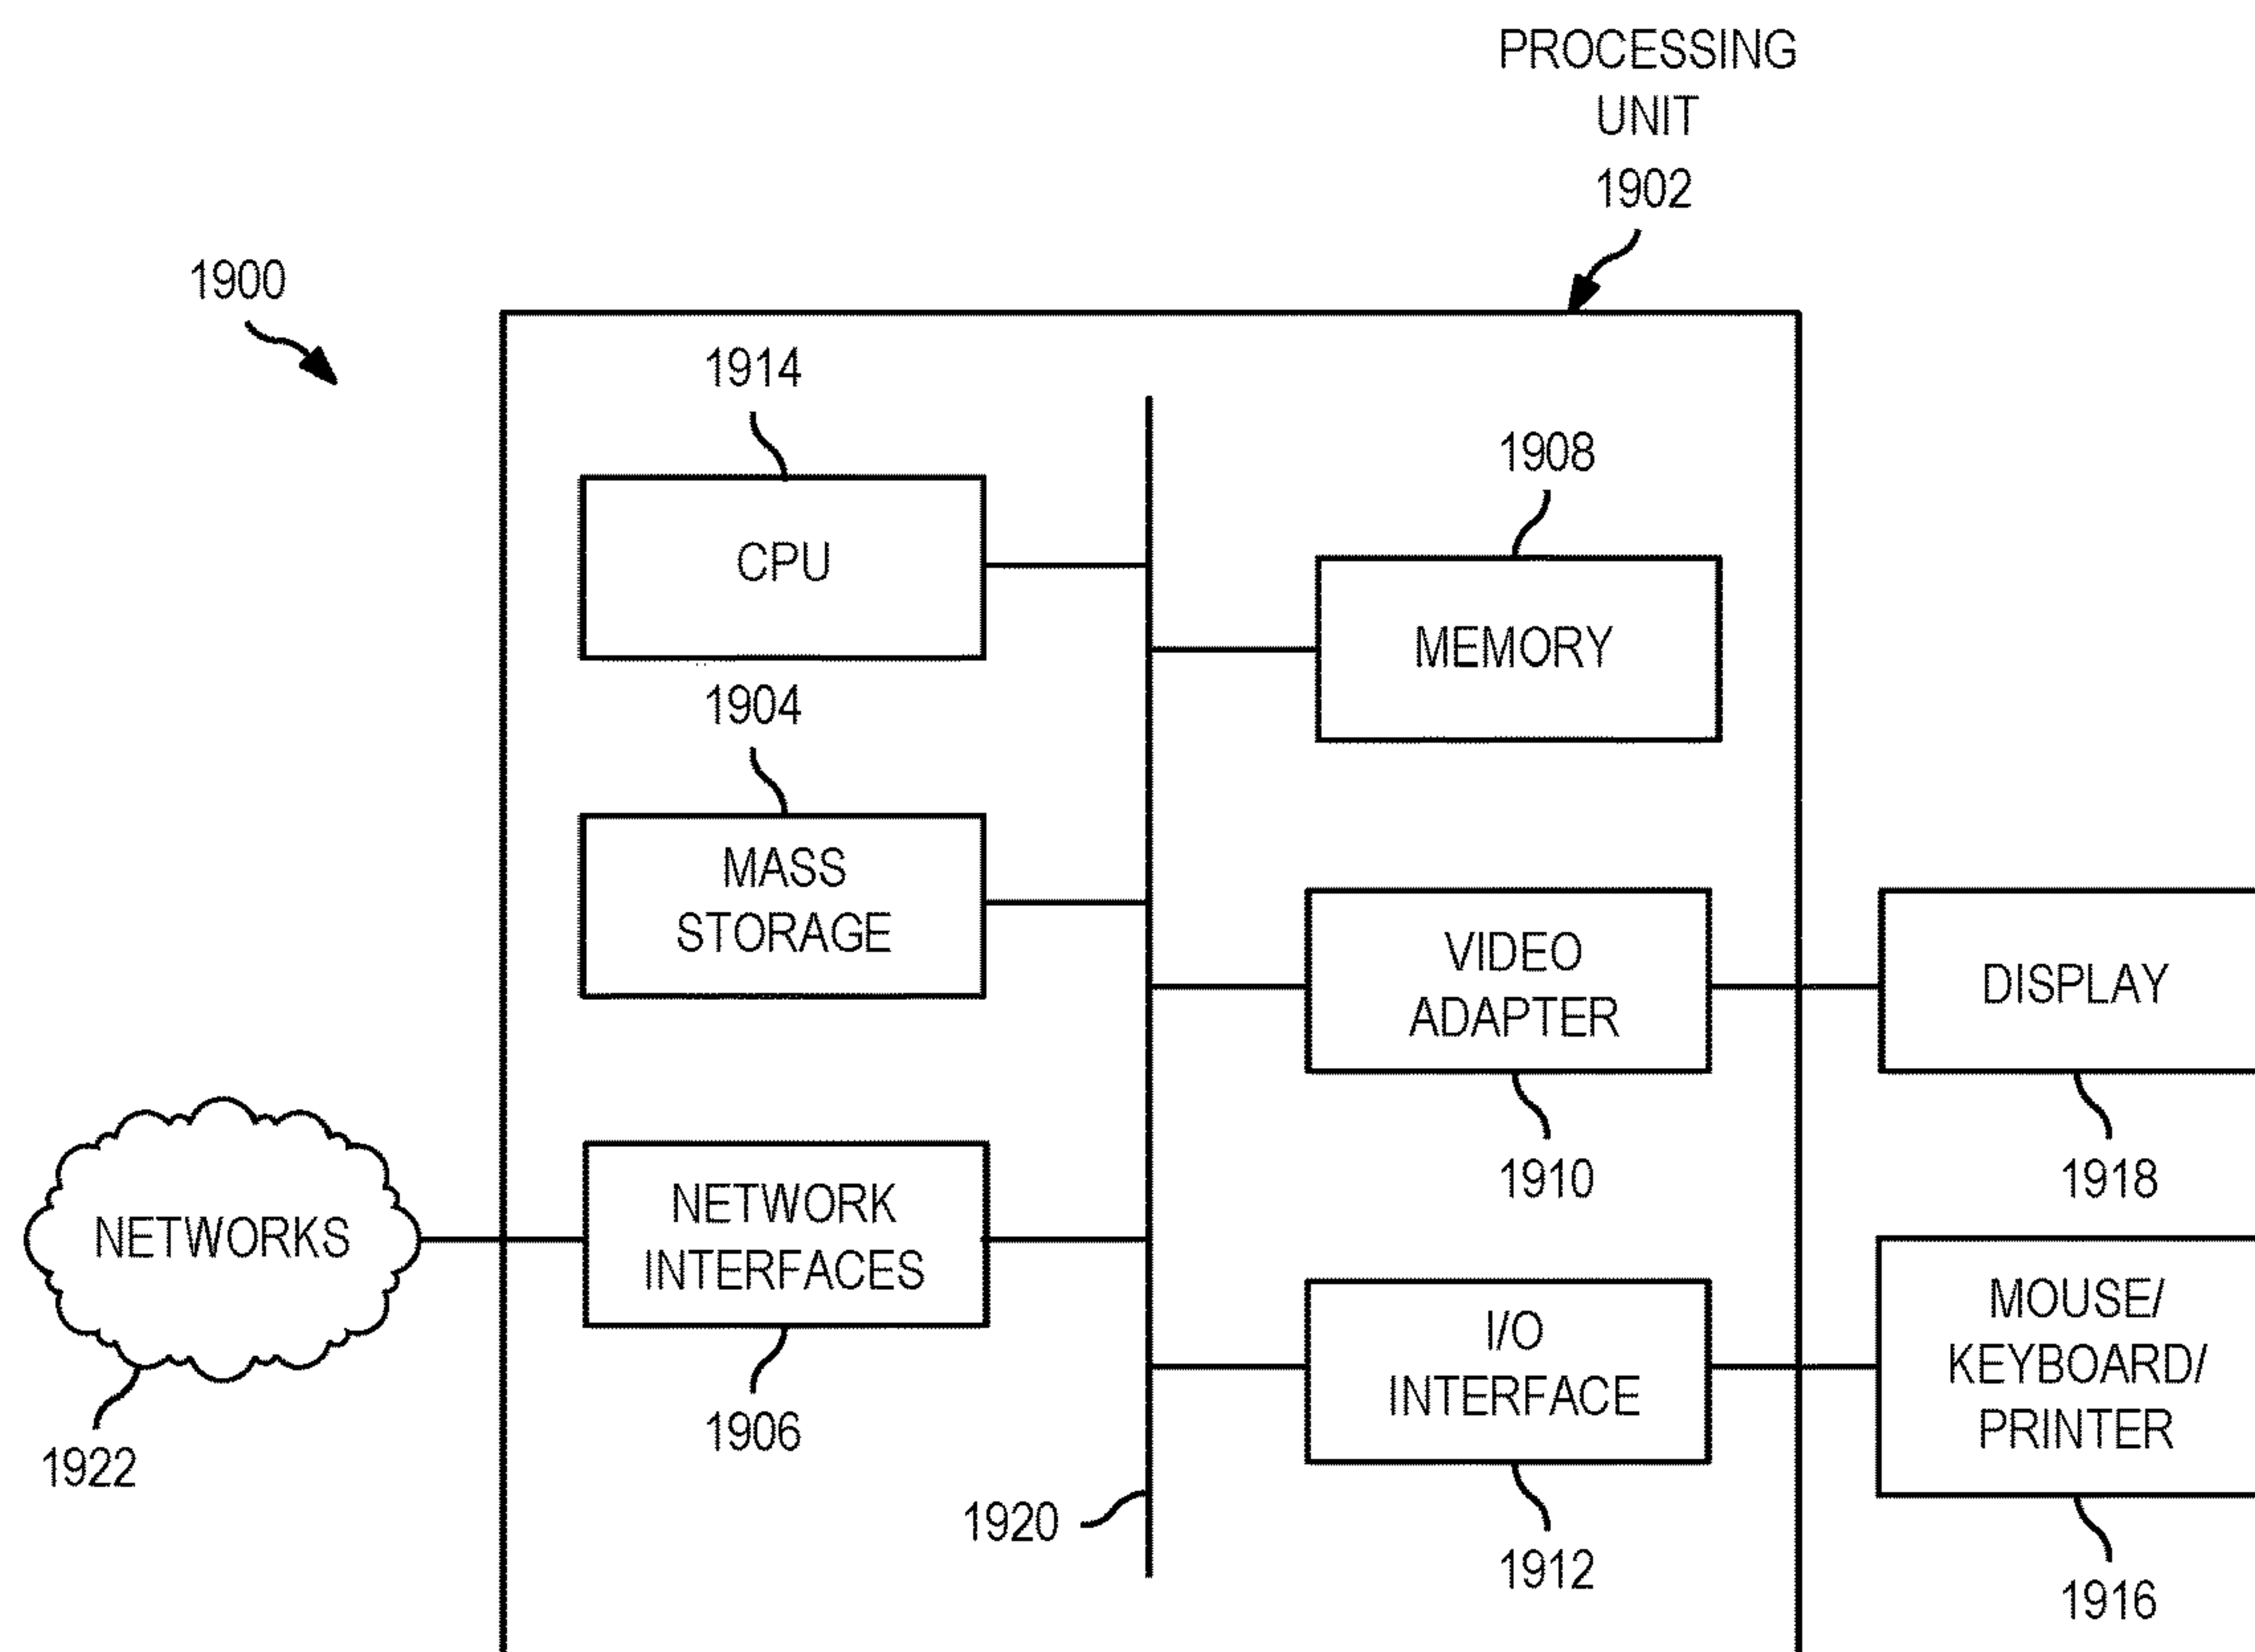 PROCESSING
UNIT
1902
1900
1914
CPU
1908
MEMORY
1904
MASS
STORAGE
VIDEO
ADAPTER
1910
DISPLAY
1918
NETWORKS
1922
NETWORK
INTERFACES
1906
I/O
INTERFACE
1912
MOUSE/
KEYBOARD/
PRINTER
1916
1920